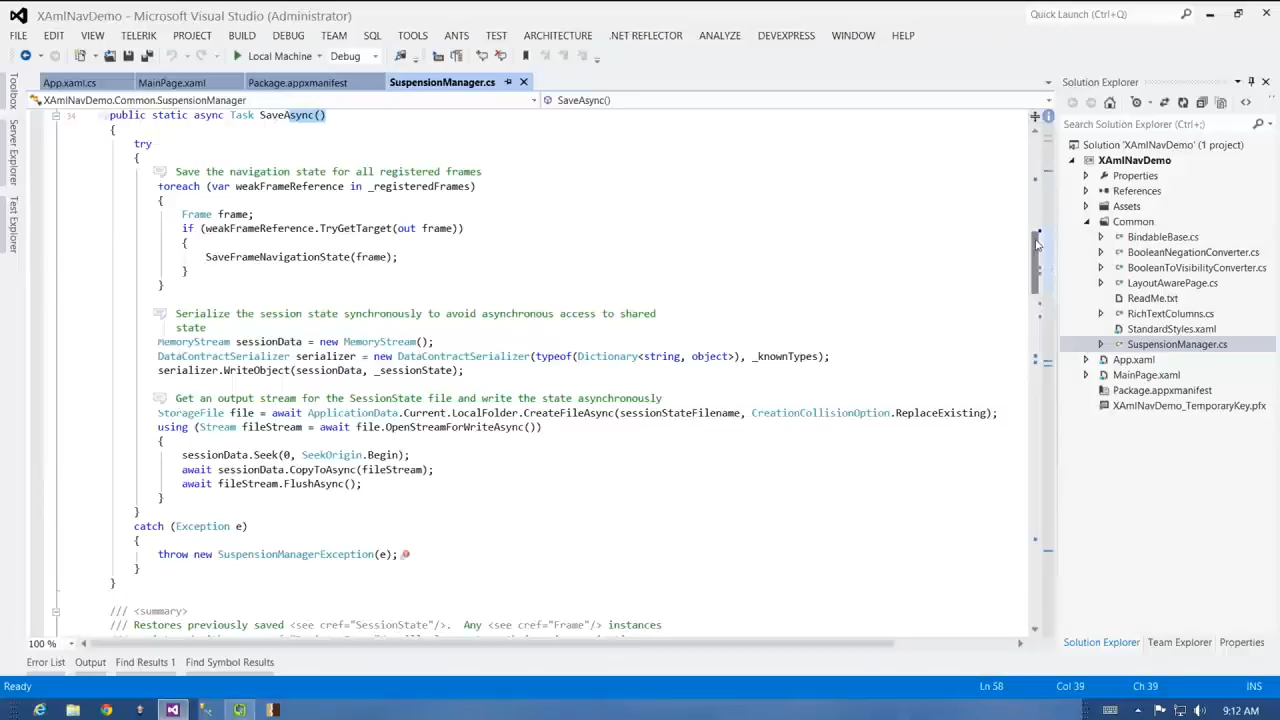 XAmlNavDemo - Microsoft Visual Studio (Administrator)
Quick Launch (Ctrl+;)
FILE EDIT VIEW TELERIK PROJECT BUILD DEBUG TEAM SQL TOOLS ANTS TEST ARCHITECTURE .NET REFLECTOR ANALYZE DEVEXPRESS WINDOW HELP
Local Machine Debug
App.xaml.cs MainPage.xaml Package.appxmanifest SuspensionManager.cs
XAmlNavDemo.Common.SuspensionManager SaveAsync()
34 public static async Task SaveAsync()
{
try
{
Save the navigation state for all registered frames
foreach (var weakFrameReference in _registeredFrames)
{
Frame frame;
if (weakFrameReference.TryGetTarget(out frame))
{
SaveFrameNavigationState(frame);
}
}
Serialize the session state synchronously to avoid asynchronous access to shared
state
MemoryStream sessionData = new MemoryStream();
DataContractSerializer serializer = new DataContractSerializer(typeof(Dictionary<string, object>), _knownTypes);
serializer.WriteObject(sessionData, _sessionState);
Get an output stream for the SessionState file and write the state asynchronously
StorageFile file = await ApplicationData.Current.LocalFolder.CreateFileAsync(sessionStateFilename, CreationCollisionOption.ReplaceExisting);
using (Stream fileStream = await file.OpenStreamForWriteAsync())
{
sessionData.Seek(0, SeekOrigin.Begin);
await sessionData.CopyToAsync(fileStream);
await fileStream.FlushAsync();
}
}
catch (Exception e)
{
throw new SuspensionManagerException(e);
}
}
/// <summary>
/// Restores previously saved <see cref="SessionState"/>. Any <see cref="Frame"/> instances
100 %
Toolbox
Server Explorer
Test Explorer
Solution Explorer
Search Solution Explorer (Ctrl+;)
Solution 'XAmlNavDemo' (1 project)
XAmlNavDemo
Properties
References
Assets
Common
BindableBase.cs
BooleanNegationConverter.cs
BooleanToVisibilityConverter.cs
LayoutAwarePage.cs
ReadMe.txt
RichTextColumns.cs
StandardStyles.xaml
SuspensionManager.cs
App.xaml
MainPage.xaml
Package.appxmanifest
XAmlNavDemo_TemporaryKey.pfx
Solution Explorer Team Explorer Properties
Error List Output Find Results 1 Find Symbol Results
Ready Ln 58 Col 39 Ch 39 INS
9:12 AM